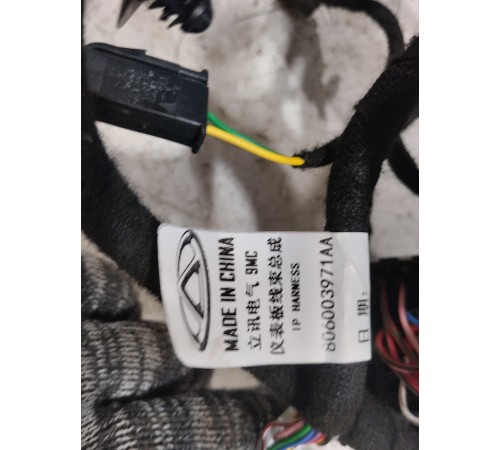 MADE IN CHINA
立讯电气 9MC
仪表板线束总成
IP HARNESS
806003971AA
日 期: